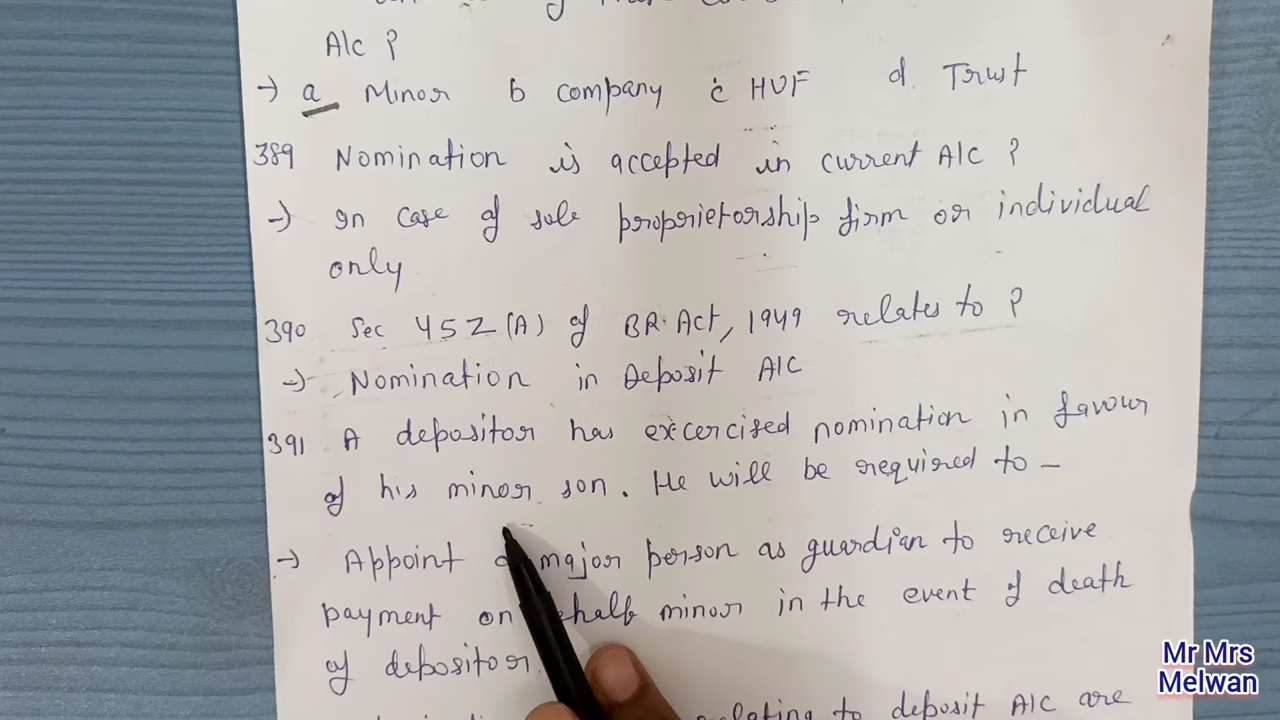 A/c ?
→ a Minor b company c HUF d. Trust
389 Nomination is accepted in current A/c ?
→ In case of sole proprietorship firm or individual
only
390. Sec 45Z(A) of BR. Act, 1949 relates to ?
→ Nomination in Deposit A/c
391 A depositor has excercised nomination in favour
of his minor son. He will be required to -
→ Appoint a major person as guardian to receive
payment on behalf minor in the event of death
of depositor.
relating to deposit A/c are
Mr Mrs
Melwan